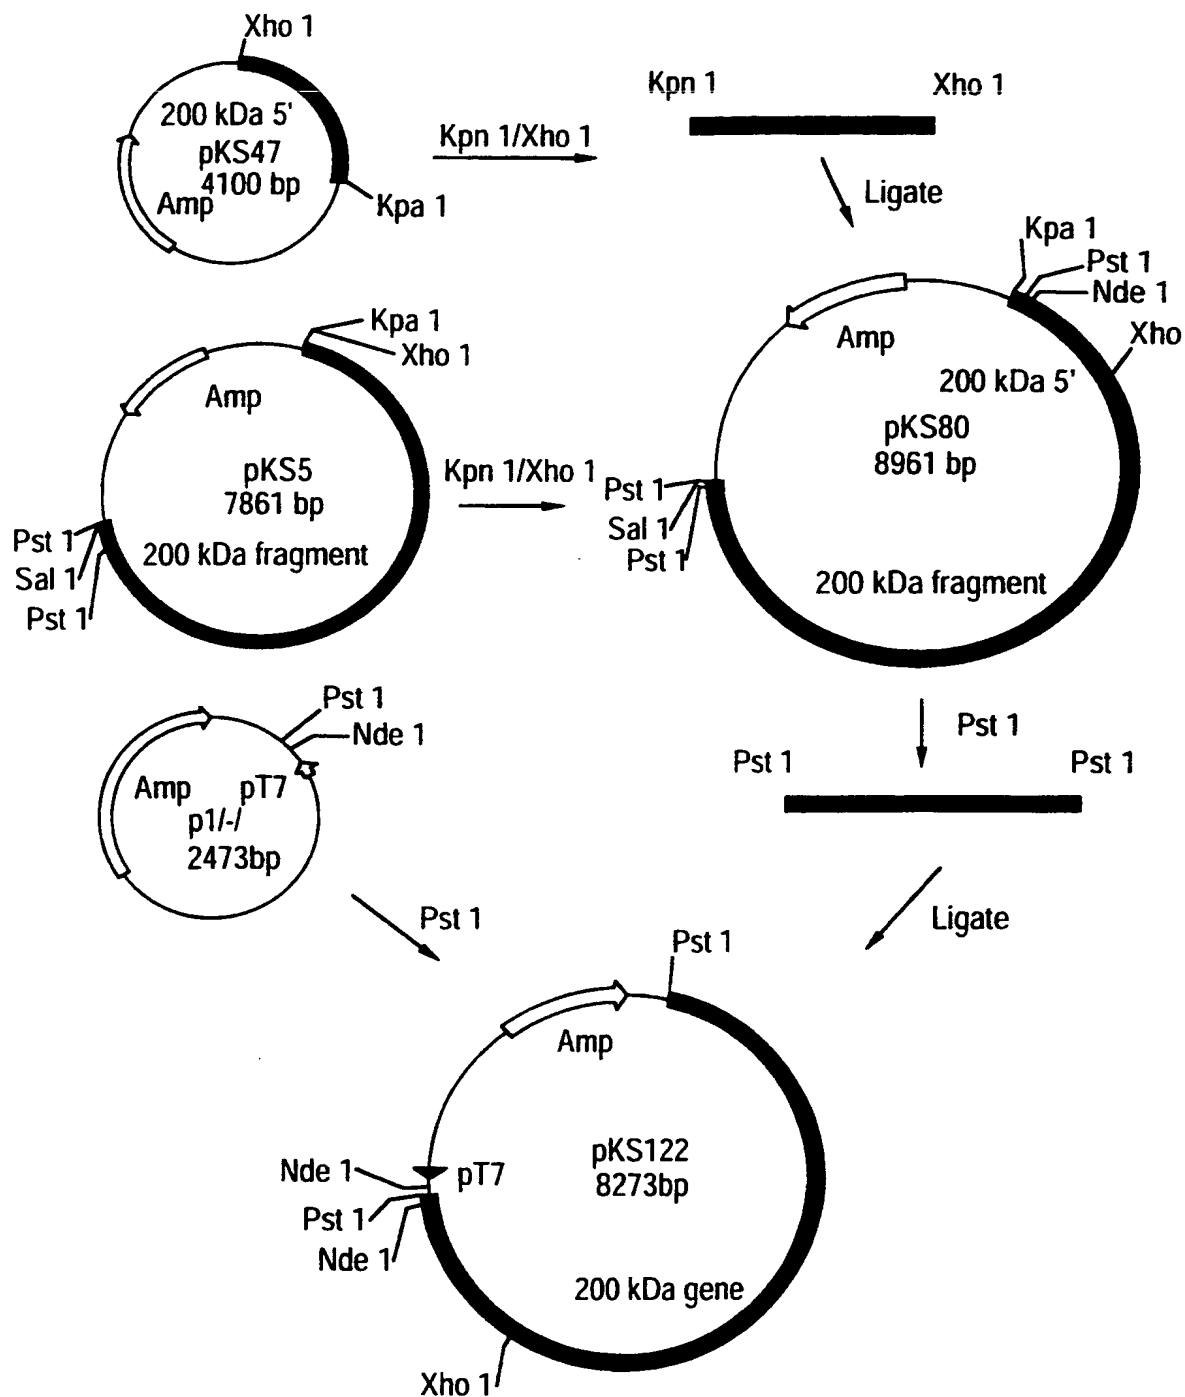 Xho 1
200 kDa 5'
pKS47
4100 bp
Amp
Kpa 1
Kpn 1/Xho 1
Kpn 1
Xho 1
Ligate
Kpa 1
Pst 1
Nde 1
Xho
Amp
200 kDa 5'
pKS80
8961 bp
Pst 1
Sal 1
Pst 1
200 kDa fragment
Kpa 1
Xho 1
Amp
pKS5
7861 bp
Kpn 1/Xho 1
Pst 1
Sal 1
Pst 1
200 kDa fragment
Pst 1
Nde 1
Amp
pT7
p1/-/
2473bp
Pst 1
Pst 1
Pst 1
Pst 1
Ligate
Pst 1
Amp
pKS122
8273bp
Nde 1
pT7
Pst 1
Nde 1
200 kDa gene
Xho 1